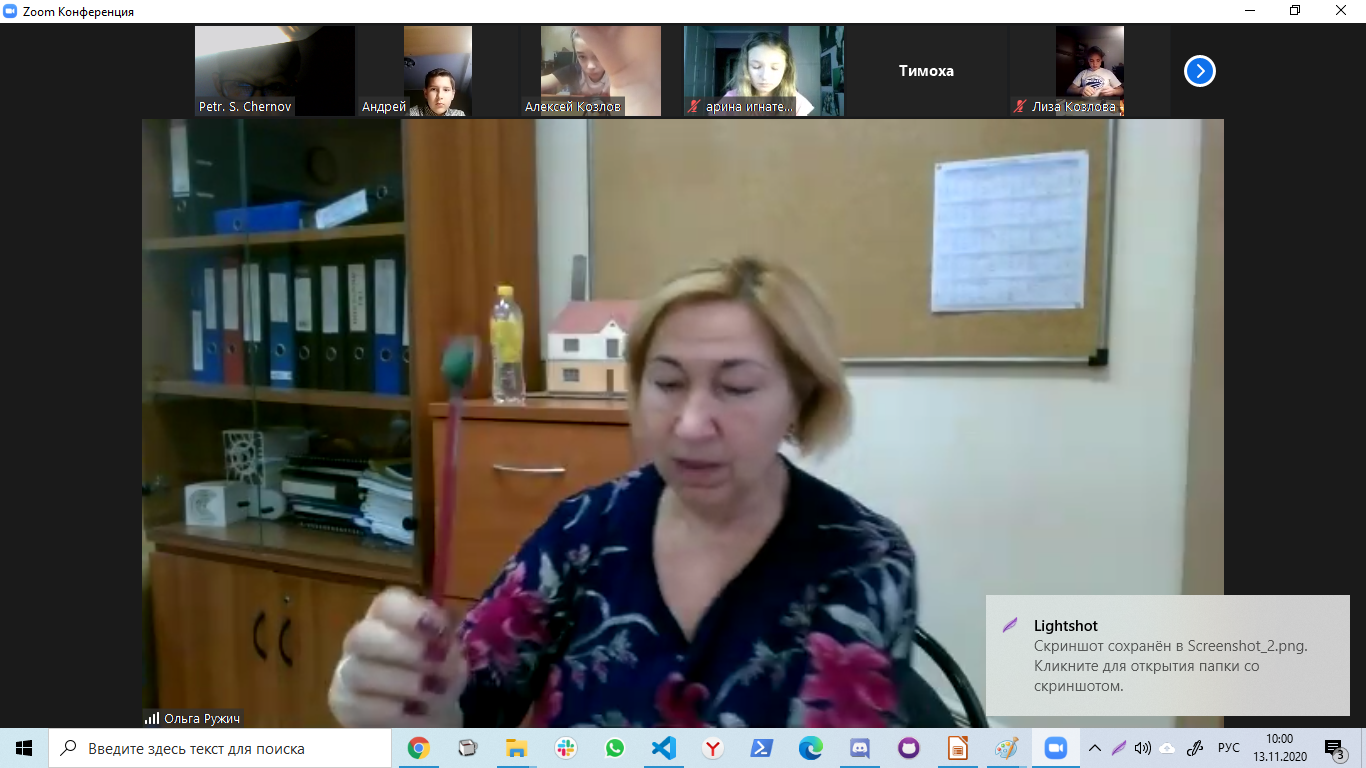 Zoom Конференция
Petr. S. Chernov
Андрей
Алексей Козлов
арина игнате...
Тимоха
Лиза Козлова
Ольга Ружич
Lightshot
Скриншот сохранён в Screenshot_2.png.
Кликните для открытия папки со
скриншотом.
Введите здесь текст для поиска
РУС
10:00
13.11.2020
3